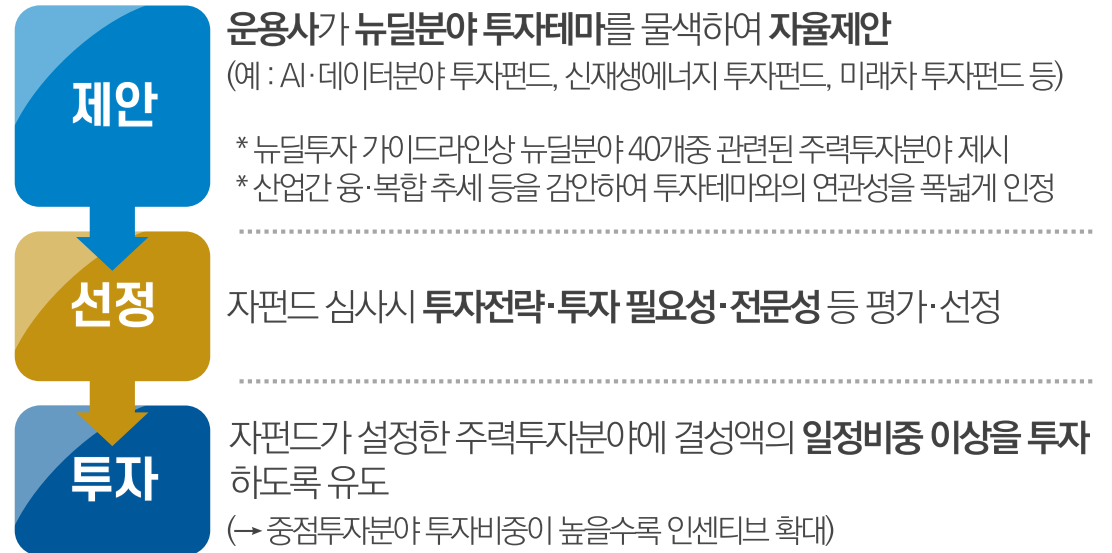 제안
운용사가 뉴딜분야 투자테마를 물색하여 자율제안
(예 : AI·데이터분야 투자펀드, 신재생에너지 투자펀드, 미래차 투자펀드 등)
* 뉴딜투자 가이드라인상 뉴딜분야 40개중 관련된 주력투자분야 제시
* 산업간 융·복합 추세 등을 감안하여 투자테마와의 연관성을 폭넓게 인정
선정
자펀드 심사시 투자전략·투자 필요성·전문성 등 평가·선정
투자
자펀드가 설정한 주력투자분야에 결성액의 일정비중 이상을 투자
하도록 유도
(→ 중점투자분야 투자비중이 높을수록 인센티브 확대)